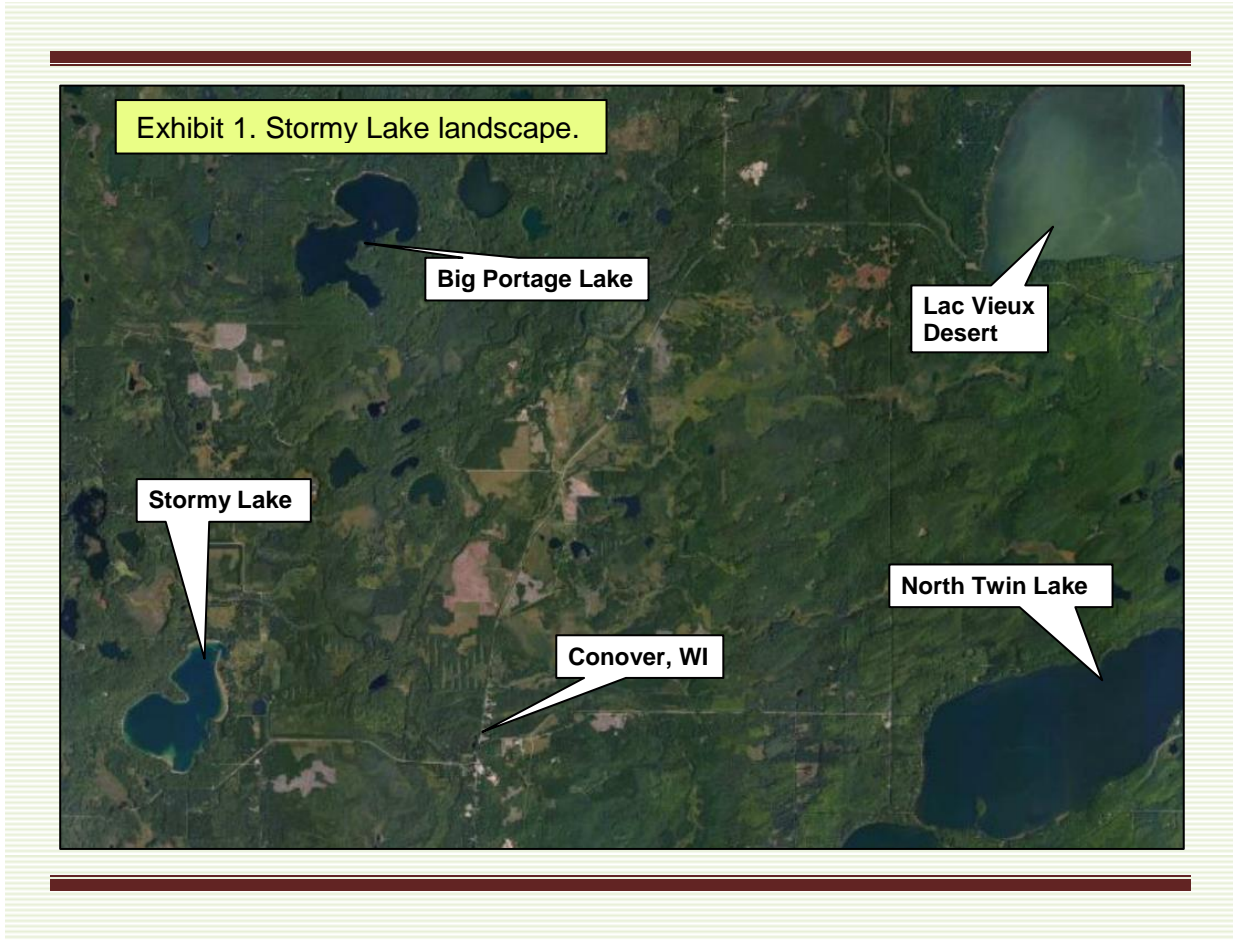 Exhibit 1. Stormy Lake landscape.
Big Portage Lake
Lac Vieux
Desert
Stormy Lake
North Twin Lake
Conover, WI